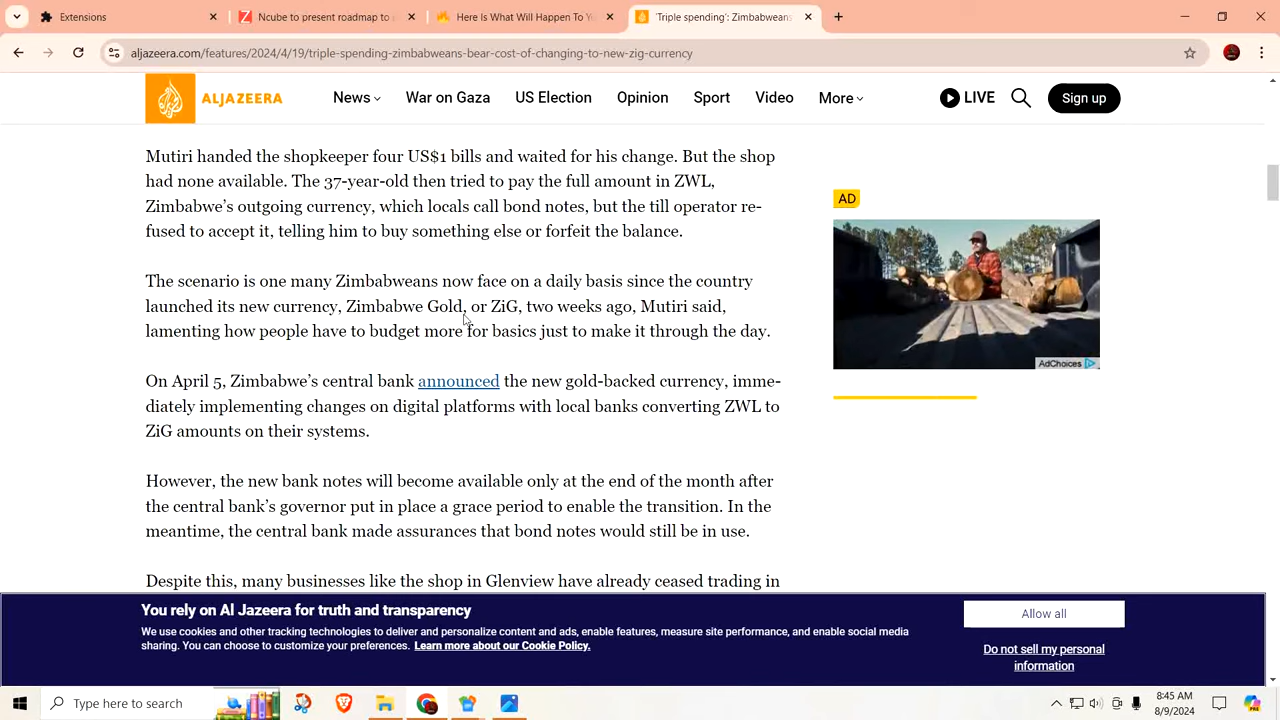 Extensions
Ncube to present roadmap to
Here Is What Will Happen To Y
'Triple spending': Zimbabweans
aljazeera.com/features/2024/4/19/triple-spending-zimbabweans-bear-cost-of-changing-to-new-zig-currency
ALJAZEERA
News
War on Gaza
US Election
Opinion
Sport
Video
More
LIVE
Sign up
Mutiri handed the shopkeeper four US$1 bills and waited for his change. But the shop
had none available. The 37-year-old then tried to pay the full amount in ZWL,
Zimbabwe's outgoing currency, which locals call bond notes, but the till operator re-
fused to accept it, telling him to buy something else or forfeit the balance.
The scenario is one many Zimbabweans now face on a daily basis since the country
launched its new currency, Zimbabwe Gold, or ZiG, two weeks ago, Mutiri said,
lamenting how people have to budget more for basics just to make it through the day.
On April 5, Zimbabwe's central bank announced the new gold-backed currency, imme-
diately implementing changes on digital platforms with local banks converting ZWL to
ZiG amounts on their systems.
However, the new bank notes will become available only at the end of the month after
the central bank's governor put in place a grace period to enable the transition. In the
meantime, the central bank made assurances that bond notes would still be in use.
Despite this, many businesses like the shop in Glenview have already ceased trading in
AD
AdChoices
You rely on Al Jazeera for truth and transparency
We use cookies and other tracking technologies to deliver and personalize content and ads, enable features, measure site performance, and enable social media
sharing. You can choose to customize your preferences. Learn more about our Cookie Policy.
Allow all
Do not sell my personal
information
Type here to search
8:45 AM
8/9/2024